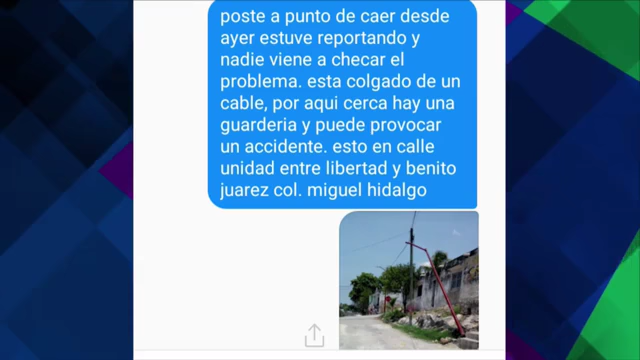 poste a punto de caer desde
ayer estuve reportando y
nadie viene a checar el
problema. esta colgado de un
cable, por aqui cerca hay una
guarderia y puede provocar
un accidente. esto en calle
unidad entre libertad y benito
juarez col. miguel hidalgo